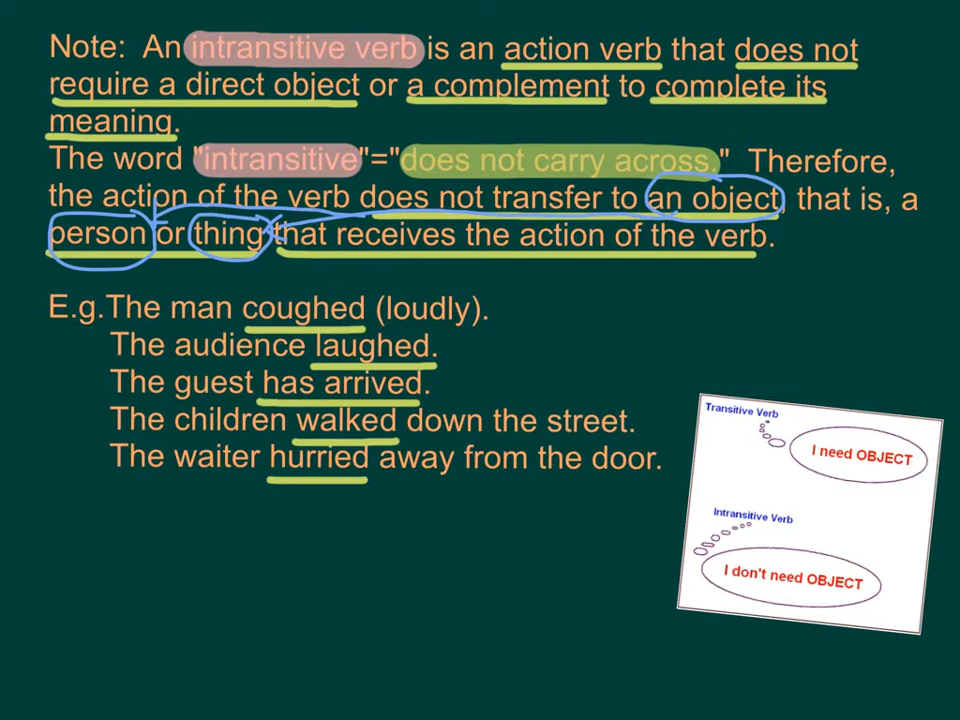 Note:  An intransitive verb is an action verb that does not
require a direct object or a complement to complete its
meaning.
The word "intransitive"="does not carry across."  Therefore,
the action of the verb does not transfer to an object, that is, a
person or thing that receives the action of the verb.
E.g.The man coughed (loudly).
The audience laughed.
The guest has arrived.
The children walked down the street.
The waiter hurried away from the door.
Transitive Verb
I need OBJECT
Intransitive Verb
I don't need OBJECT